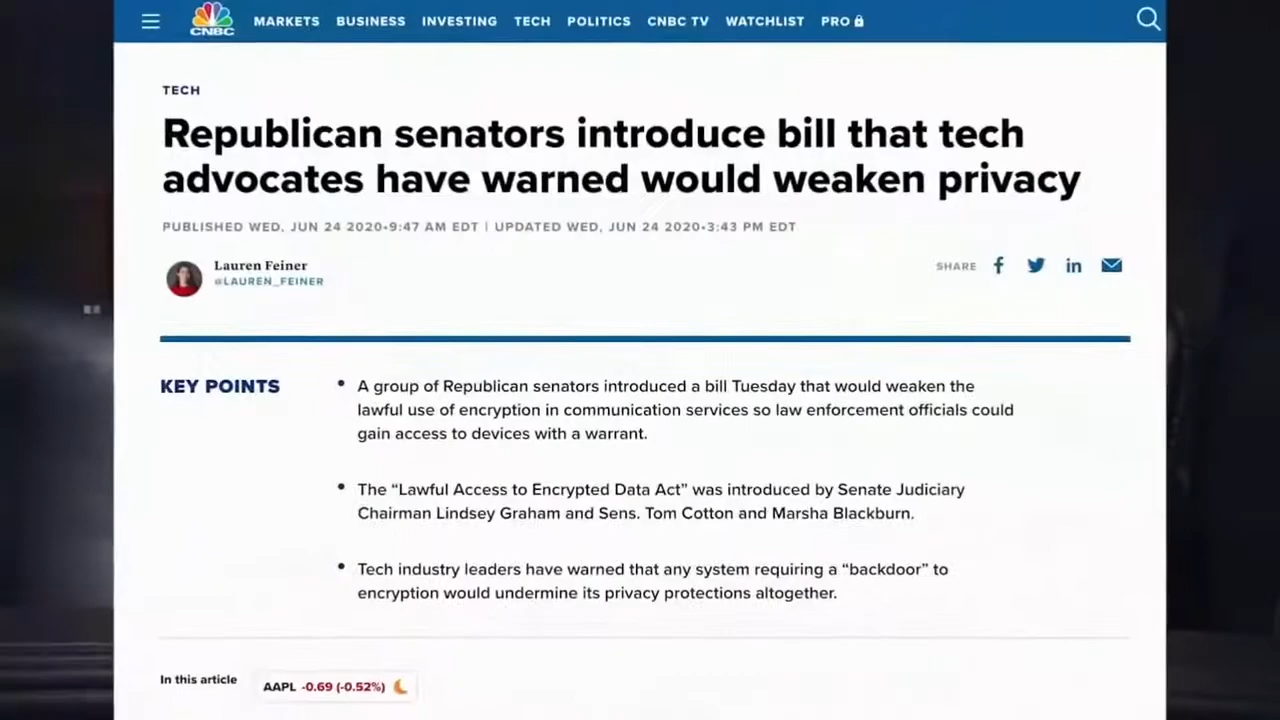 CNBC
MARKETS BUSINESS INVESTING TECH POLITICS CNBC TV WATCHLIST PRO
TECH
Republican senators introduce bill that tech
advocates have warned would weaken privacy
PUBLISHED WED, JUN 24 2020•9:47 AM EDT | UPDATED WED, JUN 24 2020•3:43 PM EDT
Lauren Feiner
@LAUREN_FEINER
SHARE
KEY POINTS
• A group of Republican senators introduced a bill Tuesday that would weaken the
lawful use of encryption in communication services so law enforcement officials could
gain access to devices with a warrant.
• The “Lawful Access to Encrypted Data Act” was introduced by Senate Judiciary
Chairman Lindsey Graham and Sens. Tom Cotton and Marsha Blackburn.
• Tech industry leaders have warned that any system requiring a “backdoor” to
encryption would undermine its privacy protections altogether.
In this article
AAPL -0.69 (-0.52%)